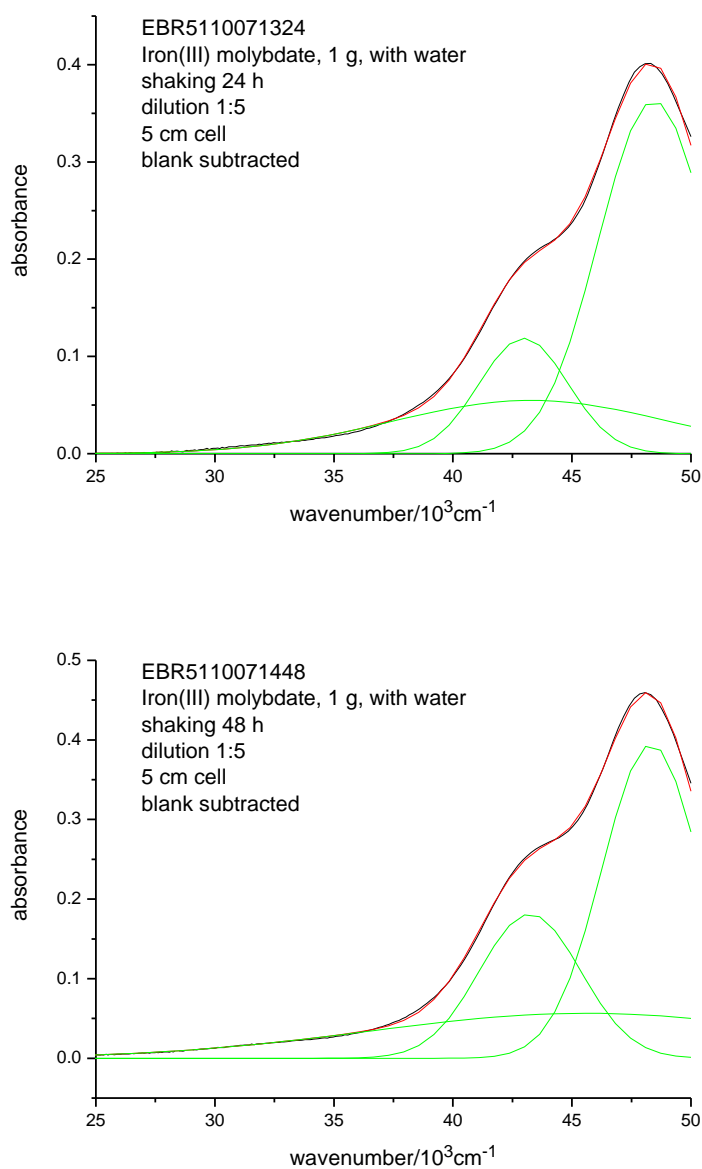 EBR5110071324
Iron(III) molybdate, 1 g, with water
shaking 24 h
dilution 1:5
5 cm cell
blank subtracted
absorbance
0.4
0.3
0.2
0.1
0.0
25 30 35 40 45 50
wavenumber/10³cm⁻¹
EBR5110071448
Iron(III) molybdate, 1 g, with water
shaking 48 h
dilution 1:5
5 cm cell
blank subtracted
absorbance
0.5
0.4
0.3
0.2
0.1
0.0
25 30 35 40 45 50
wavenumber/10³cm⁻¹